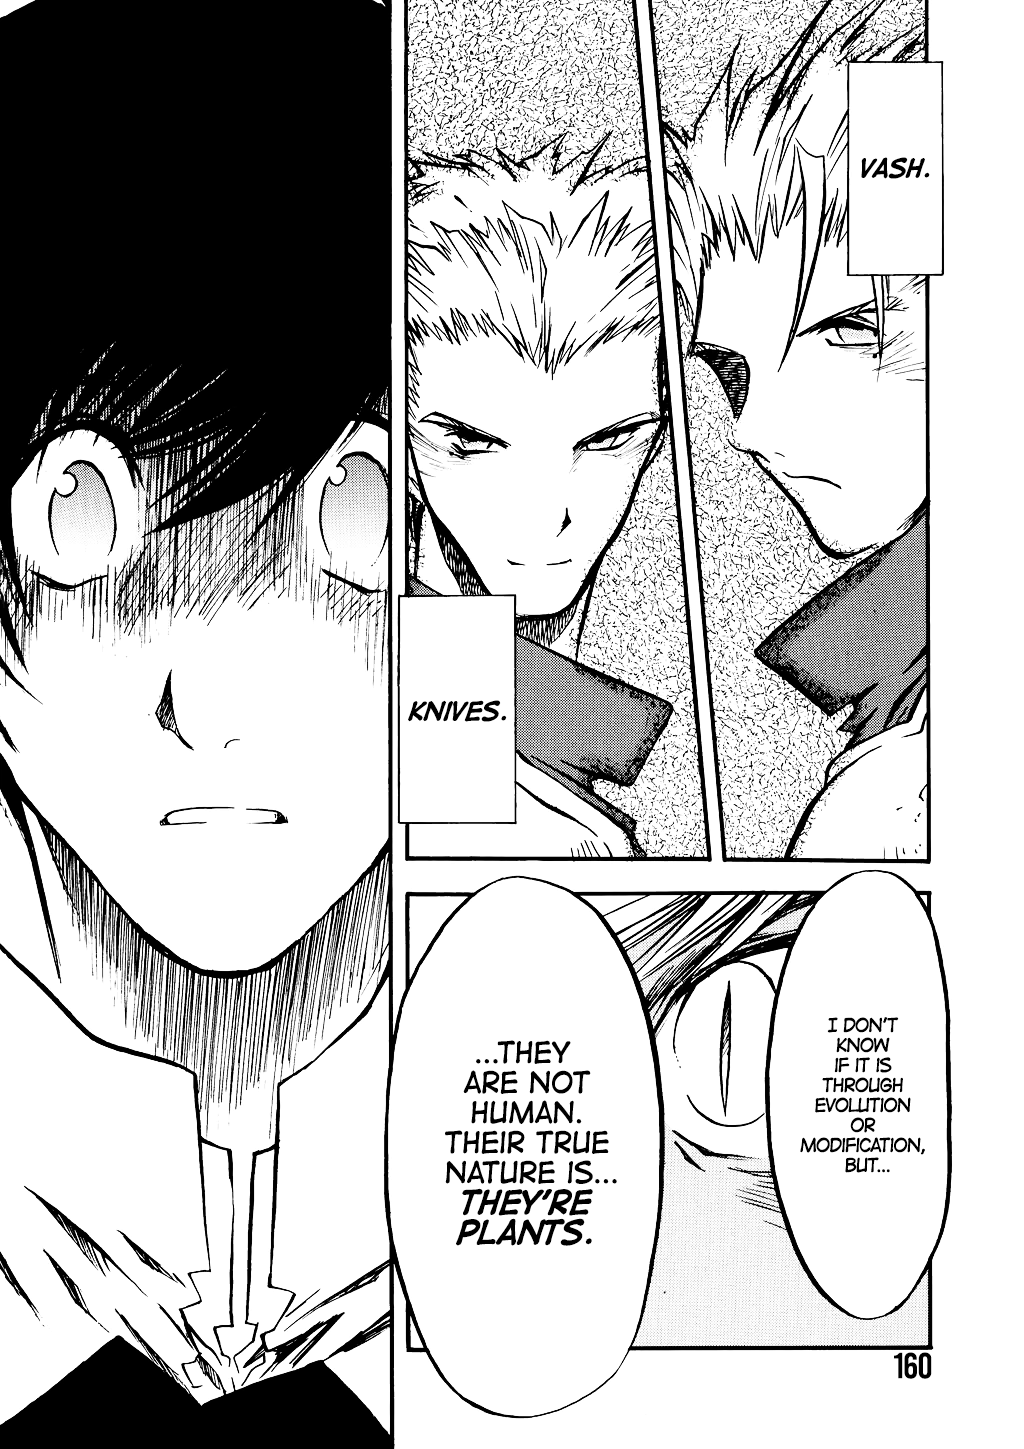 VASH.
KNIVES.
I DON'T
KNOW
IF IT IS
THROUGH
EVOLUTION
OR
MODIFICATION,
BUT...
...THEY
ARE NOT
HUMAN.
THEIR TRUE
NATURE IS...
THEY'RE
PLANTS.
160